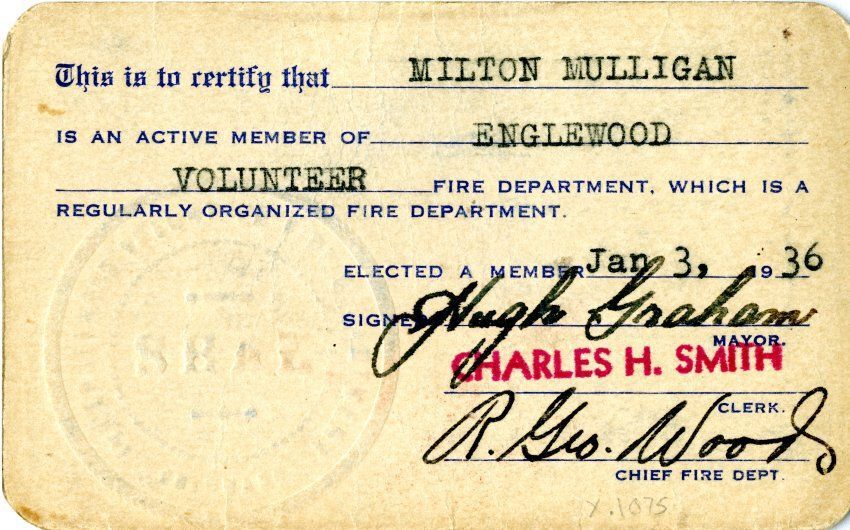 This is to certify that MILTON MULLIGAN
IS AN ACTIVE MEMBER OF ENGLEWOOD
VOLUNTEER FIRE DEPARTMENT, WHICH IS A
REGULARLY ORGANIZED FIRE DEPARTMENT.
ELECTED A MEMBER Jan 3, 1936
SIGNED Hugh Graham
MAYOR.
CHARLES H. SMITH
CLERK.
R. Geo. Woods
CHIEF FIRE DEPT.
X.1075